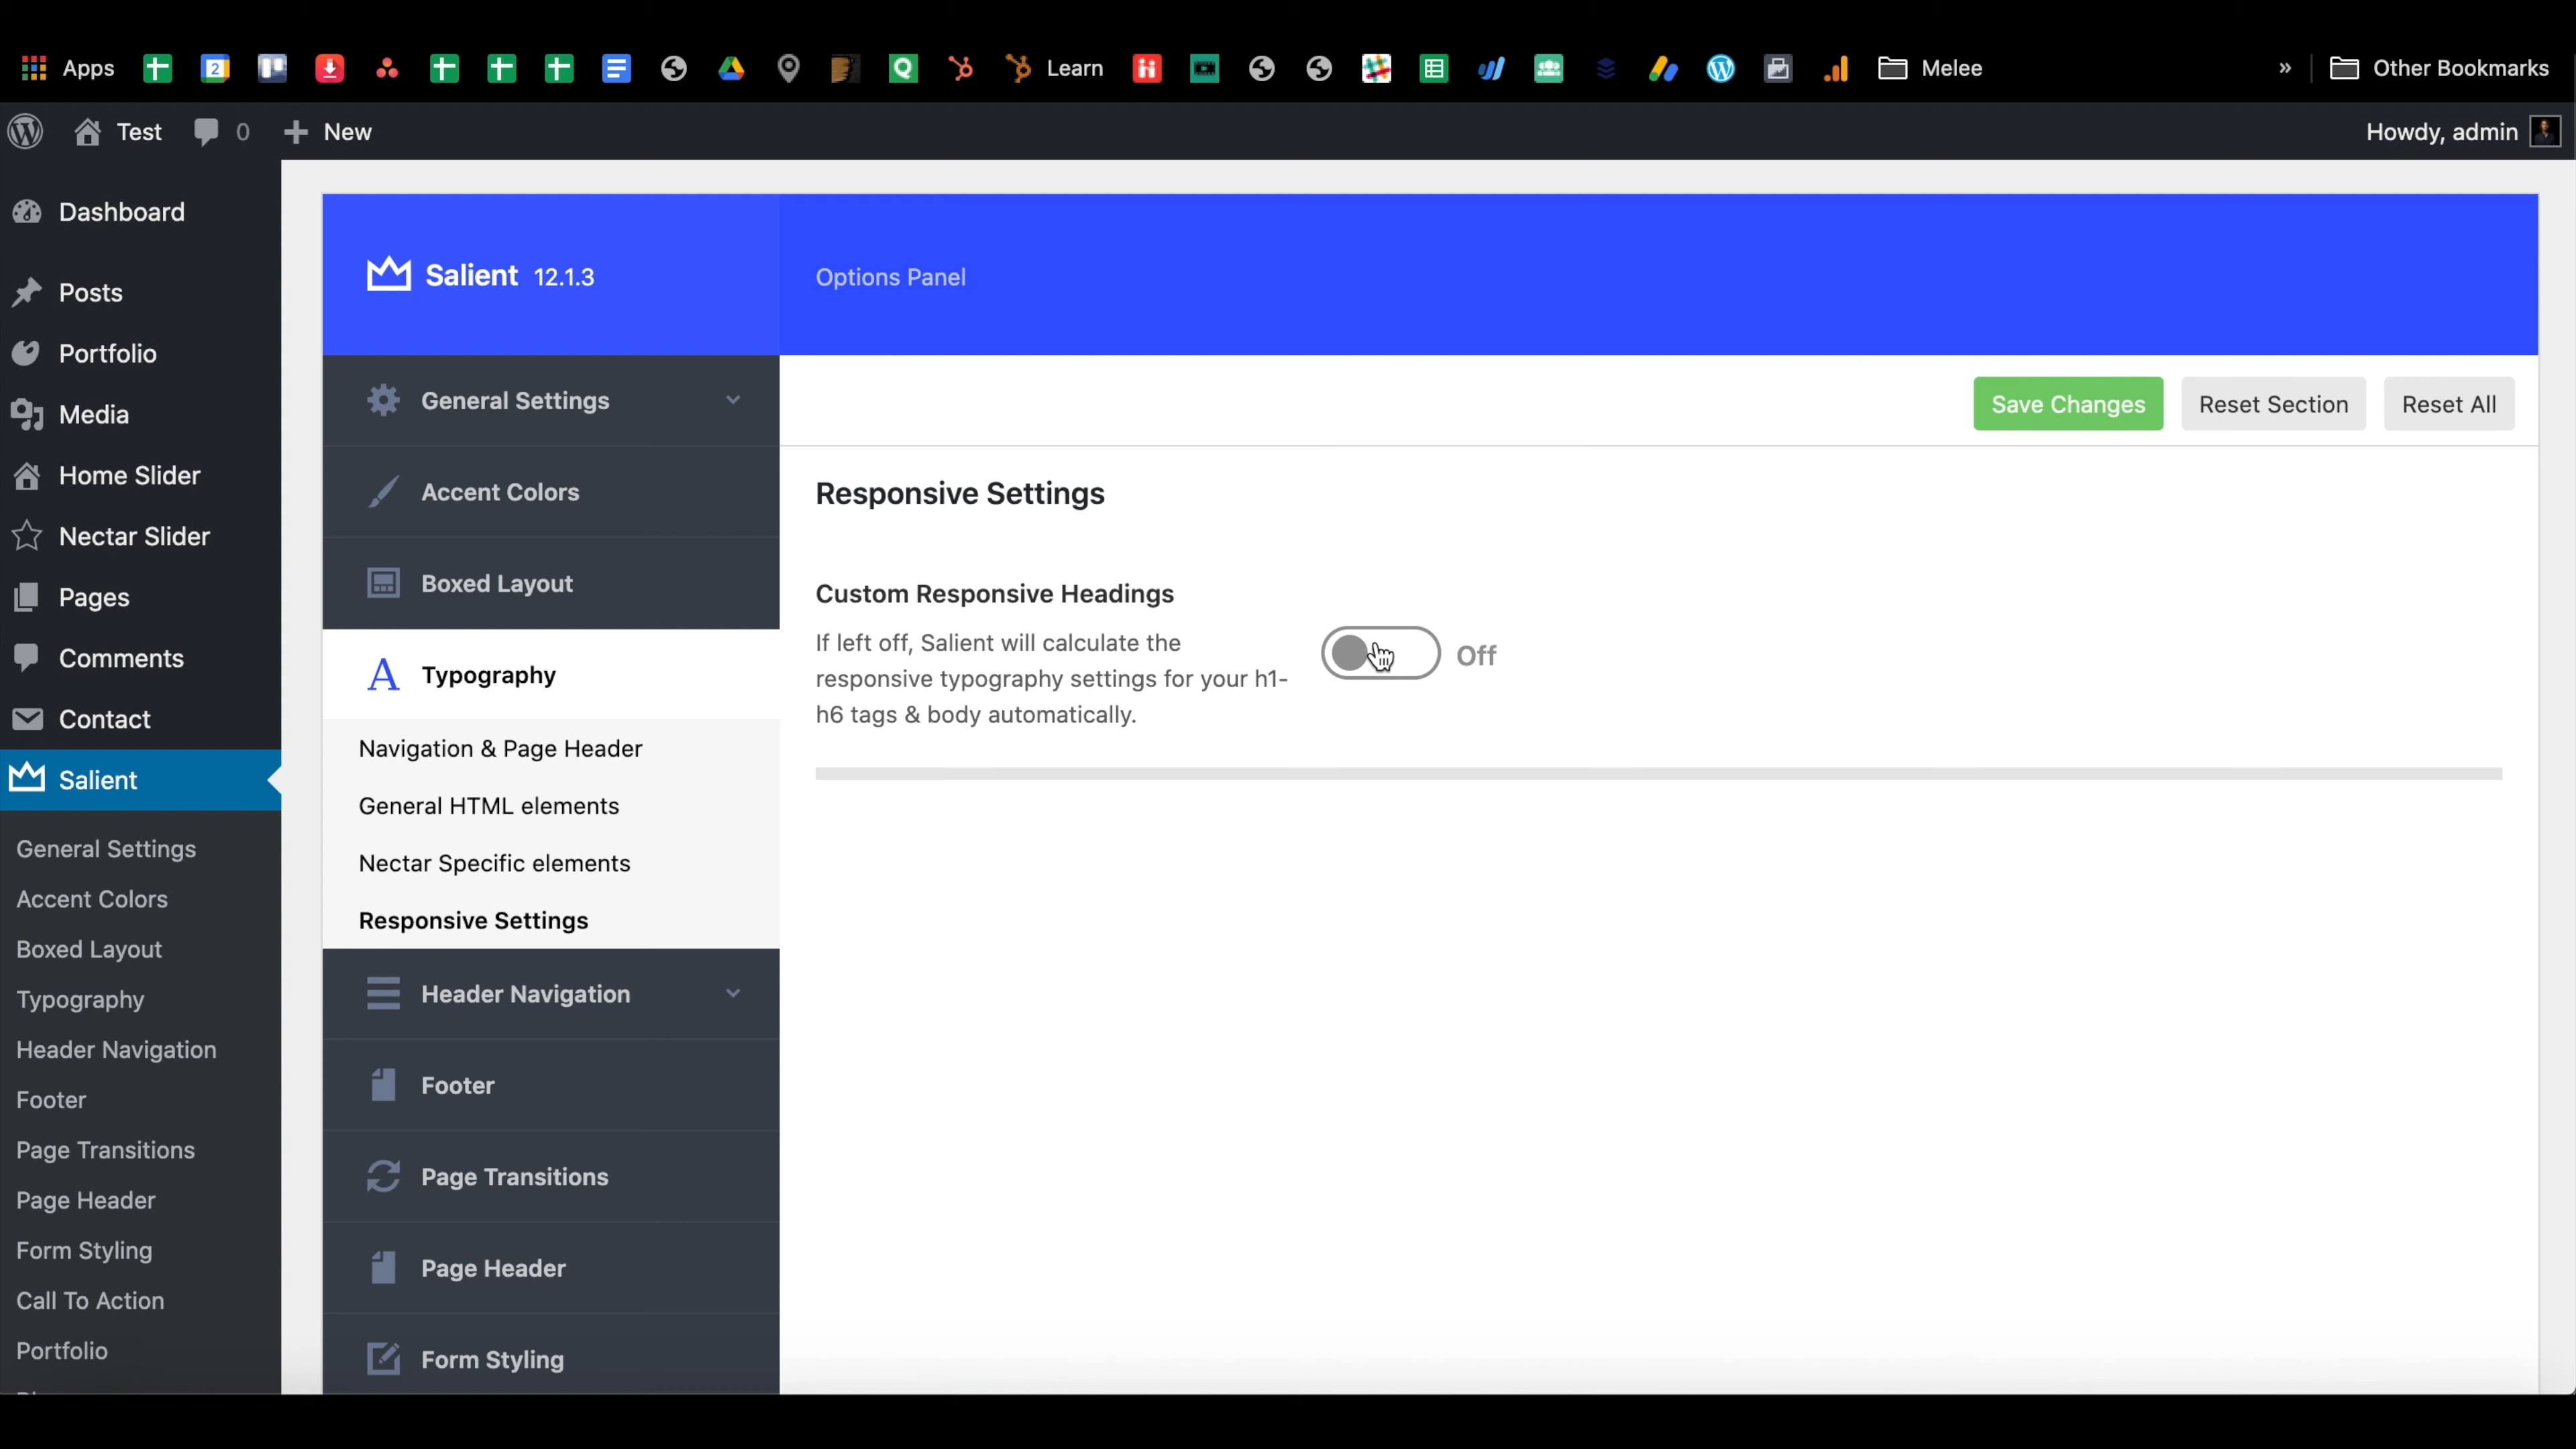 Apps
2
Learn
Melee
»
Other Bookmarks
Test
0
New
Howdy, admin
Dashboard
Posts
Portfolio
Media
Home Slider
Nectar Slider
Pages
Comments
Contact
Salient
General Settings
Accent Colors
Boxed Layout
Typography
Header Navigation
Footer
Page Transitions
Page Header
Form Styling
Call To Action
Portfolio
Salient 12.1.3
Options Panel
General Settings
Accent Colors
Boxed Layout
Typography
Navigation & Page Header
General HTML elements
Nectar Specific elements
Responsive Settings
Header Navigation
Footer
Page Transitions
Page Header
Form Styling
Save Changes
Reset Section
Reset All
Responsive Settings
Custom Responsive Headings
If left off, Salient will calculate the
responsive typography settings for your h1-
h6 tags & body automatically.
Off